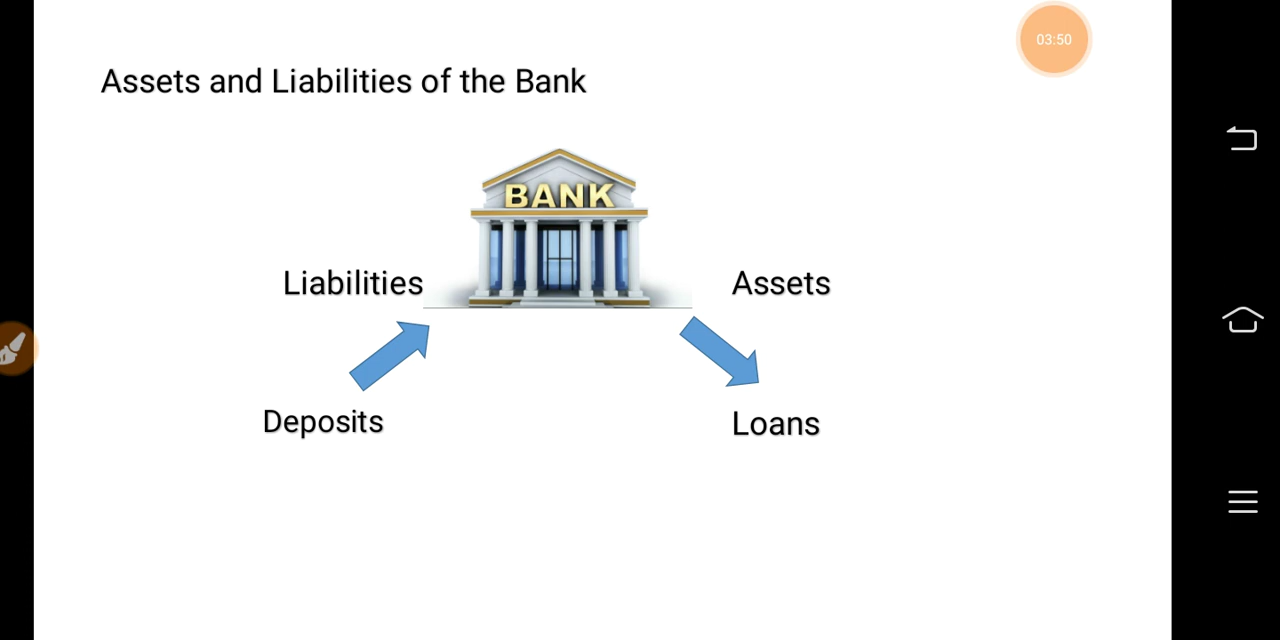 03:50
Assets and Liabilities of the Bank
BANK
Liabilities
Assets
Deposits
Loans